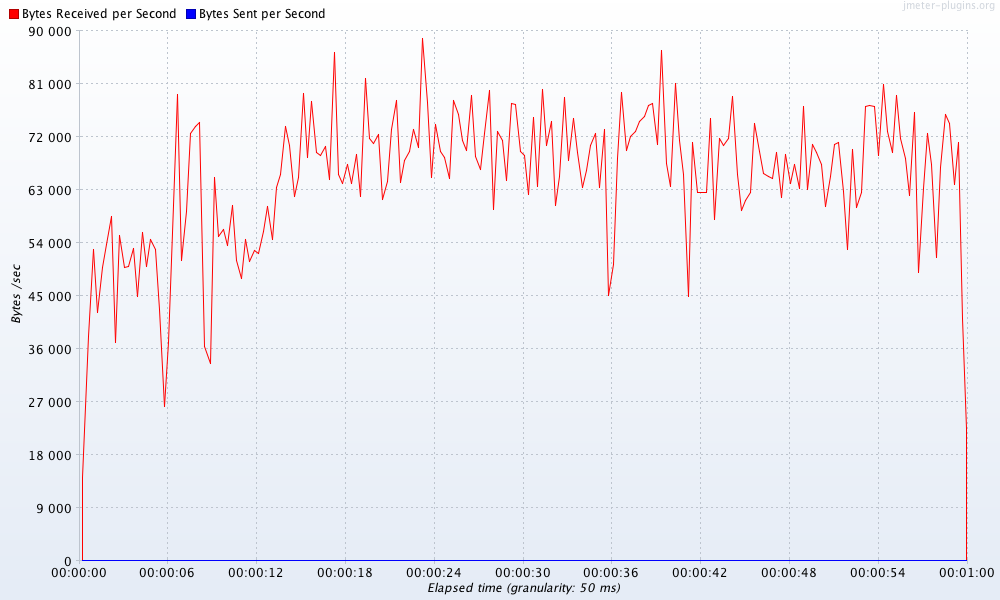 Bytes Received per Second Bytes Sent per Second
jmeter-plugins.org
90 000
81 000
72 000
63 000
54 000
45 000
36 000
27 000
18 000
9 000
0
Bytes /sec
00:00:00 00:00:06 00:00:12 00:00:18 00:00:24 00:00:30 00:00:36 00:00:42 00:00:48 00:00:54 00:01:00
Elapsed time (granularity: 50 ms)